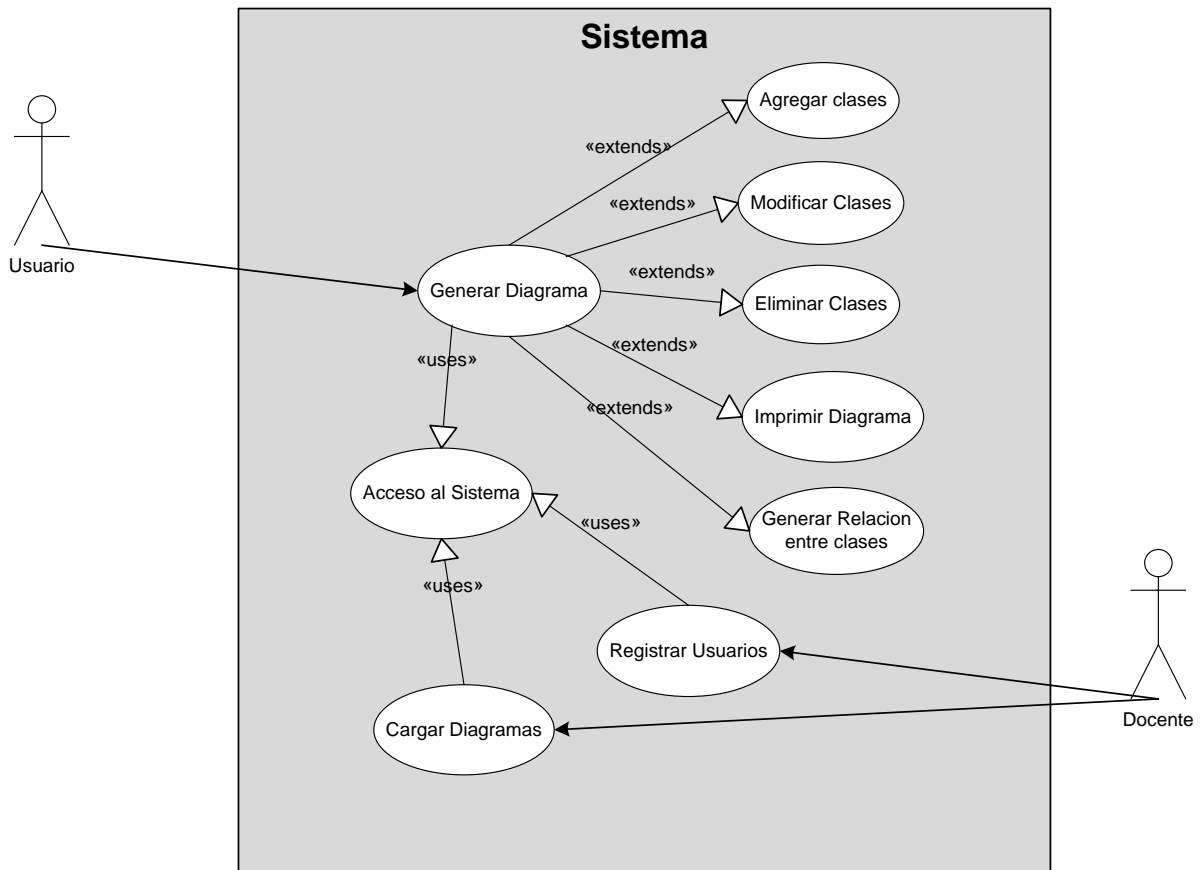 Sistema
Agregar clases
«extends»
Modificar Clases
«extends»
Usuario
«extends»
Generar Diagrama
Eliminar Clases
«extends»
«uses»
«extends»
Imprimir Diagrama
Acceso al Sistema
«uses»
Generar Relacion
entre clases
«uses»
Registrar Usuarios
Docente
Cargar Diagramas